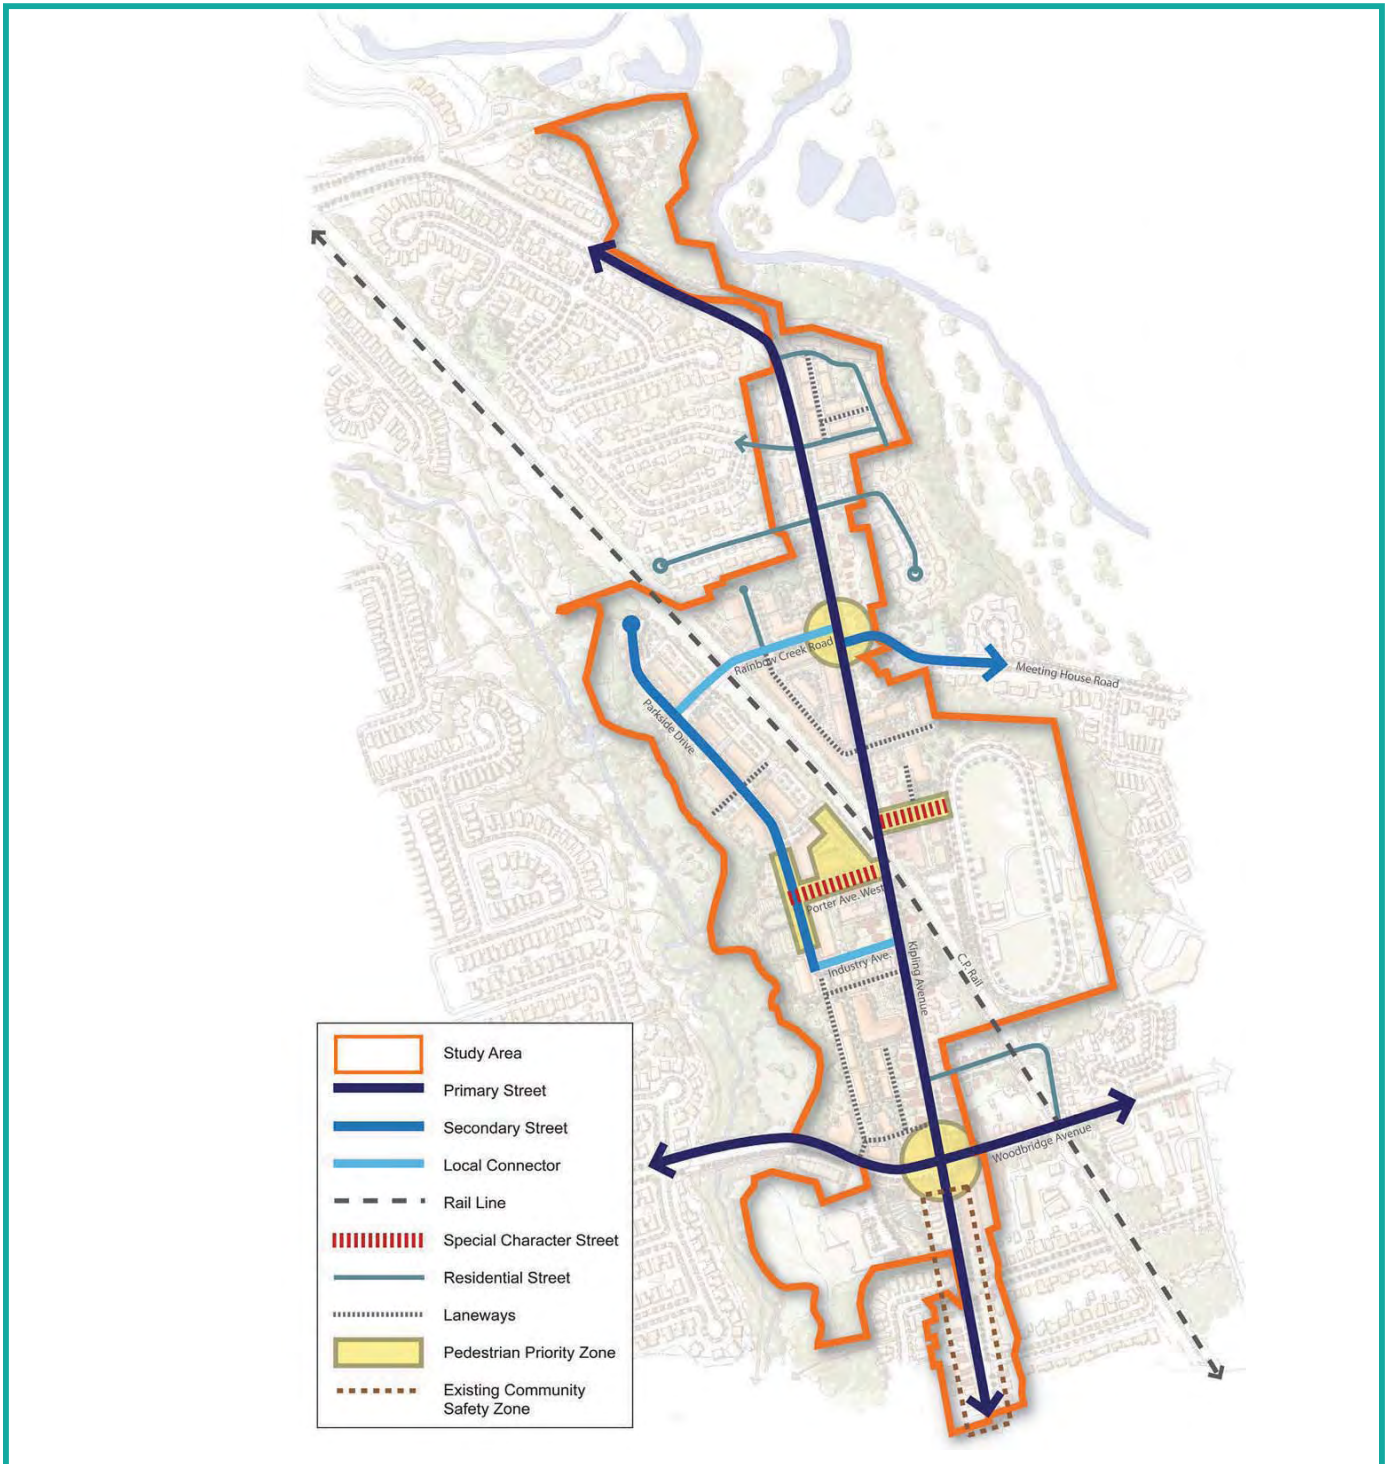 Meeting House Road
Rainbow Creek Road
Parkside Drive
Porter Ave. West
Industry Ave.
Kipling Avenue
C.P. Rail
Woodbridge Avenue
Study Area
Primary Street
Secondary Street
Local Connector
Rail Line
Special Character Street
Residential Street
Laneways
Pedestrian Priority Zone
Existing Community
Safety Zone